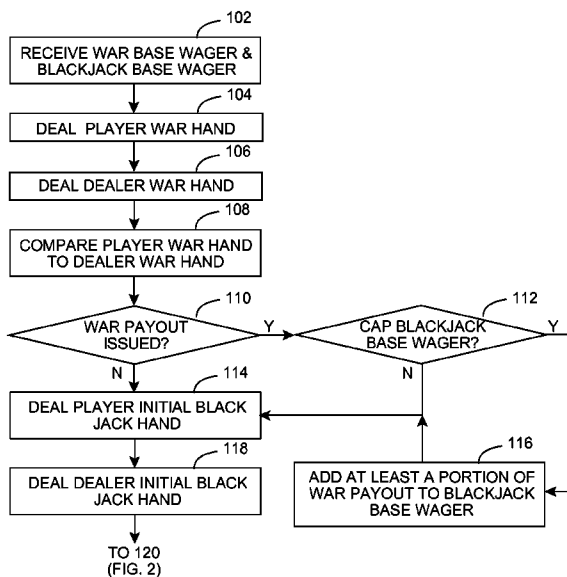 102
RECEIVE WAR BASE WAGER &
BLACKJACK BASE WAGER
104
DEAL PLAYER WAR HAND
106
DEAL DEALER WAR HAND
108
COMPARE PLAYER WAR HAND
TO DEALER WAR HAND
110
WAR PAYOUT
ISSUED?
Y
N
112
CAP BLACKJACK
BASE WAGER?
Y
N
114
DEAL PLAYER INITIAL BLACK
JACK HAND
116
ADD AT LEAST A PORTION OF
WAR PAYOUT TO BLACKJACK
BASE WAGER
118
DEAL DEALER INITIAL BLACK
JACK HAND
TO 120
(FIG. 2)